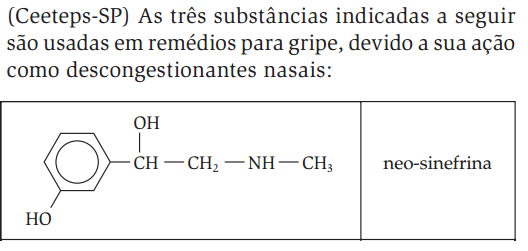 (Ceeteps-SP) As três substâncias indicadas a seguir
são usadas em remédios para gripe, devido a sua ação
como descongestionantes nasais:
OH
CH — CH₂ — NH — CH₃
neo-sinefrina
HO